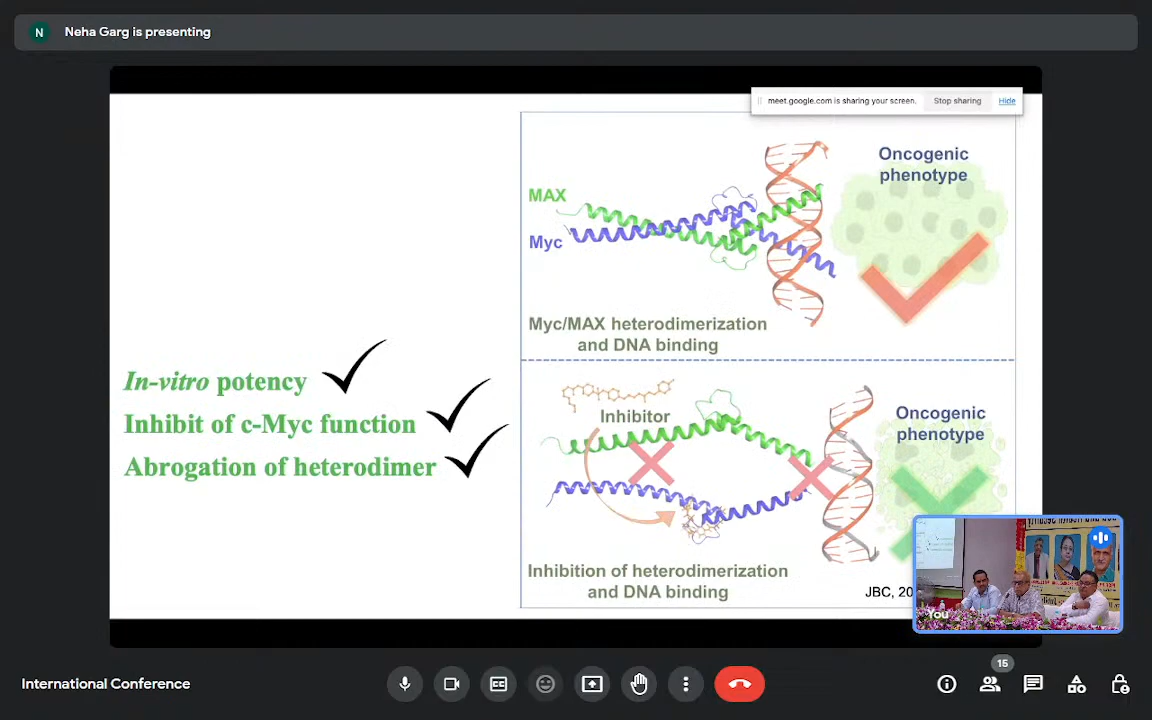 N
Neha Garg is presenting
meet.google.com is sharing your screen.
Stop sharing
Hide
Oncogenic
phenotype
MAX
Myc
Myc/MAX heterodimerization
and DNA binding
In-vitro potency
Inhibit of c-Myc function
Abrogation of heterodimer
Inhibitor
Oncogenic
phenotype
Inhibition of heterodimerization
and DNA binding
JBC, 20
You
International Conference
15